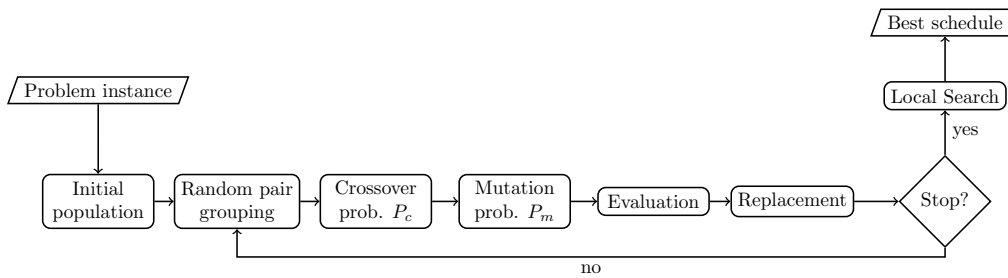 Best schedule
Problem instance
Local Search
yes
Initial
population
Random pair
grouping
Crossover
prob. P_c
Mutation
prob. P_m
Evaluation
Replacement
Stop?
no